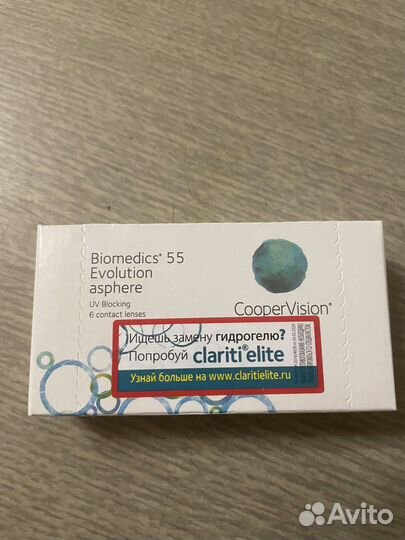 Biomedics® 55
Evolution
asphere
UV Blocking
6 contact lenses
CooperVision®
Ищешь замену гидрогелю?
Попробуй clariti® elite
Узнай больше на www.claritielite.ru
Avito